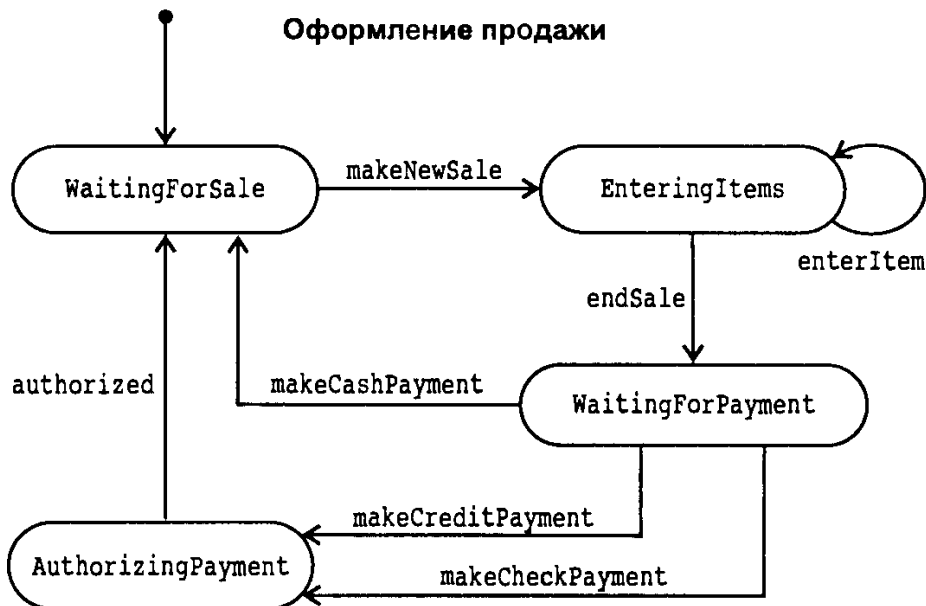 Оформление продажи
WaitingForSale
makeNewSale
EnteringItems
enterItem
endSale
authorized
makeCashPayment
WaitingForPayment
makeCreditPayment
AuthorizingPayment
makeCheckPayment